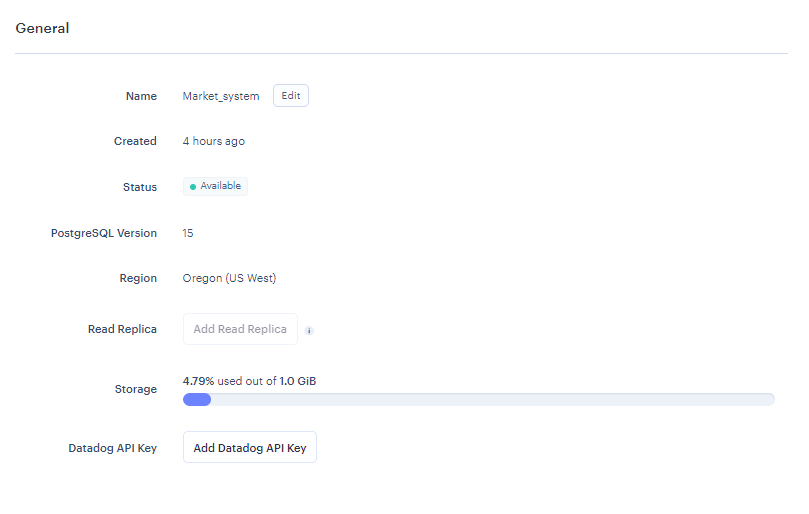 General
Name Market_system Edit
Created 4 hours ago
Status Available
PostgreSQL Version 15
Region Oregon (US West)
Read Replica Add Read Replica i
Storage 4.79% used out of 1.0 GiB
Datadog API Key Add Datadog API Key